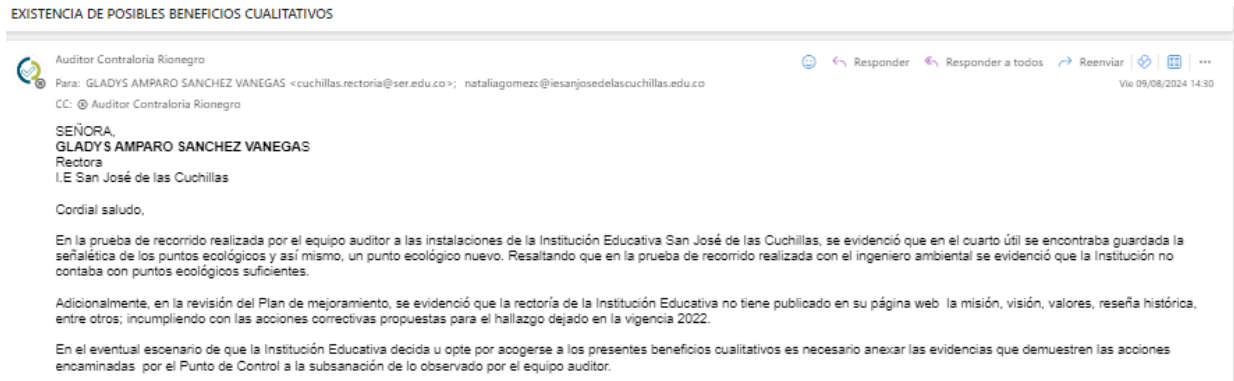 EXISTENCIA DE POSIBLES BENEFICIOS CUALITATIVOS
Auditor Contraloria Rionegro
Responder Responder a todos Reenviar
Para: GLADYS AMPARO SANCHEZ VANEGAS <cuchillas.rectoria@ser.edu.co>; nataliagomezc@iesanjosedelascuchillas.edu.co
Vie 09/08/2024 14:30
CC: Auditor Contraloria Rionegro
SEÑORA,
GLADYS AMPARO SANCHEZ VANEGAS
Rectora
I.E San José de las Cuchillas
Cordial saludo,
En la prueba de recorrido realizada por el equipo auditor a las instalaciones de la Institución Educativa San José de las Cuchillas, se evidenció que en el cuarto útil se encontraba guardada la
señalética de los puntos ecológicos y así mismo, un punto ecológico nuevo. Resaltando que en la prueba de recorrido realizada con el ingeniero ambiental se evidenció que la Institución no
contaba con puntos ecológicos suficientes.
Adicionalmente, en la revisión del Plan de mejoramiento, se evidenció que la rectoría de la Institución Educativa no tiene publicado en su página web la misión, visión, valores, reseña histórica,
entre otros; incumpliendo con las acciones correctivas propuestas para el hallazgo dejado en la vigencia 2022.
En el eventual escenario de que la Institución Educativa decida u opte por acogerse a los presentes beneficios cualitativos es necesario anexar las evidencias que demuestren las acciones
encaminadas por el Punto de Control a la subsanación de lo observado por el equipo auditor.